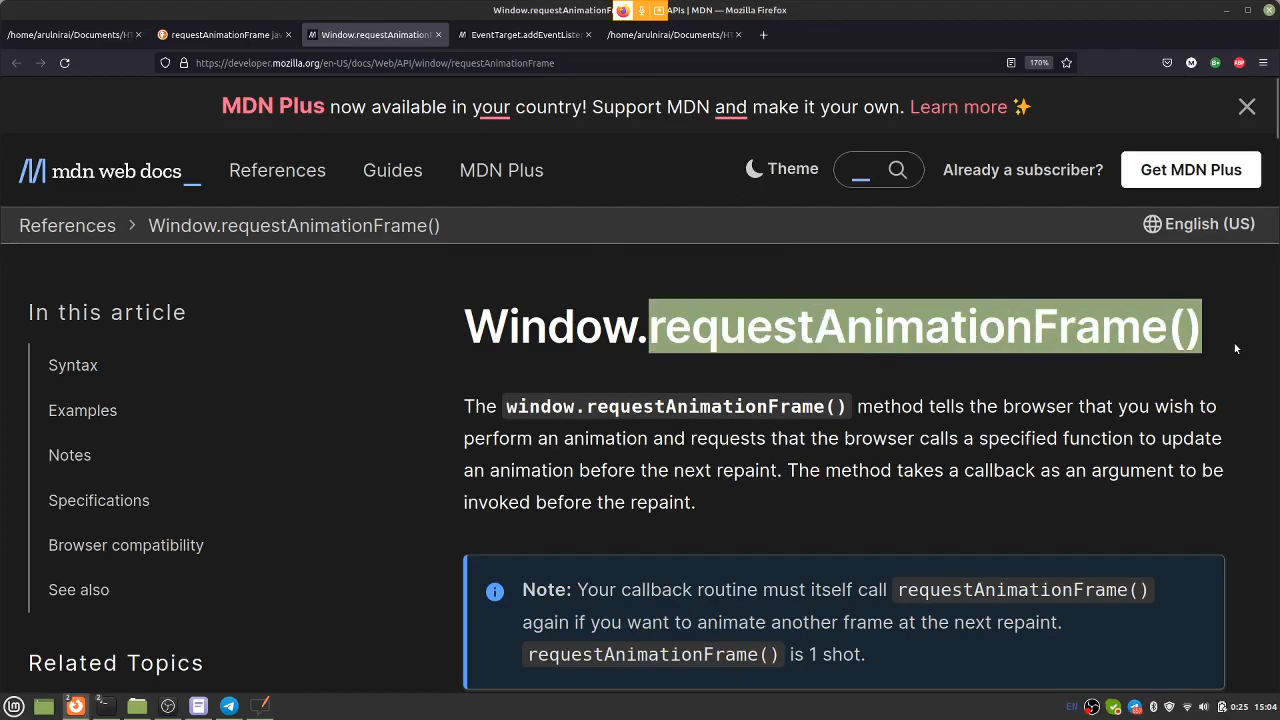 Window.requestAnimationFr
APIs | MDN — Mozilla Firefox
/home/arulnirai/Documents/H
requestAnimationFrame jav
Window.requestAnimationF
EventTarget.addEventListe
/home/arulnirai/Documents/H
https://developer.mozilla.org/en-US/docs/Web/API/window/requestAnimationFrame
170%
MDN Plus now available in your country! Support MDN and make it your own. Learn more ✨
mdn web docs_
References
Guides
MDN Plus
Theme
Already a subscriber?
Get MDN Plus
References > Window.requestAnimationFrame()
English (US)
In this article
Syntax
Examples
Notes
Specifications
Browser compatibility
See also
Related Topics
Window.requestAnimationFrame()
The window.requestAnimationFrame() method tells the browser that you wish to
perform an animation and requests that the browser calls a specified function to update
an animation before the next repaint. The method takes a callback as an argument to be
invoked before the repaint.
Note: Your callback routine must itself call requestAnimationFrame()
again if you want to animate another frame at the next repaint.
requestAnimationFrame() is 1 shot.
EN
0:25
15:04